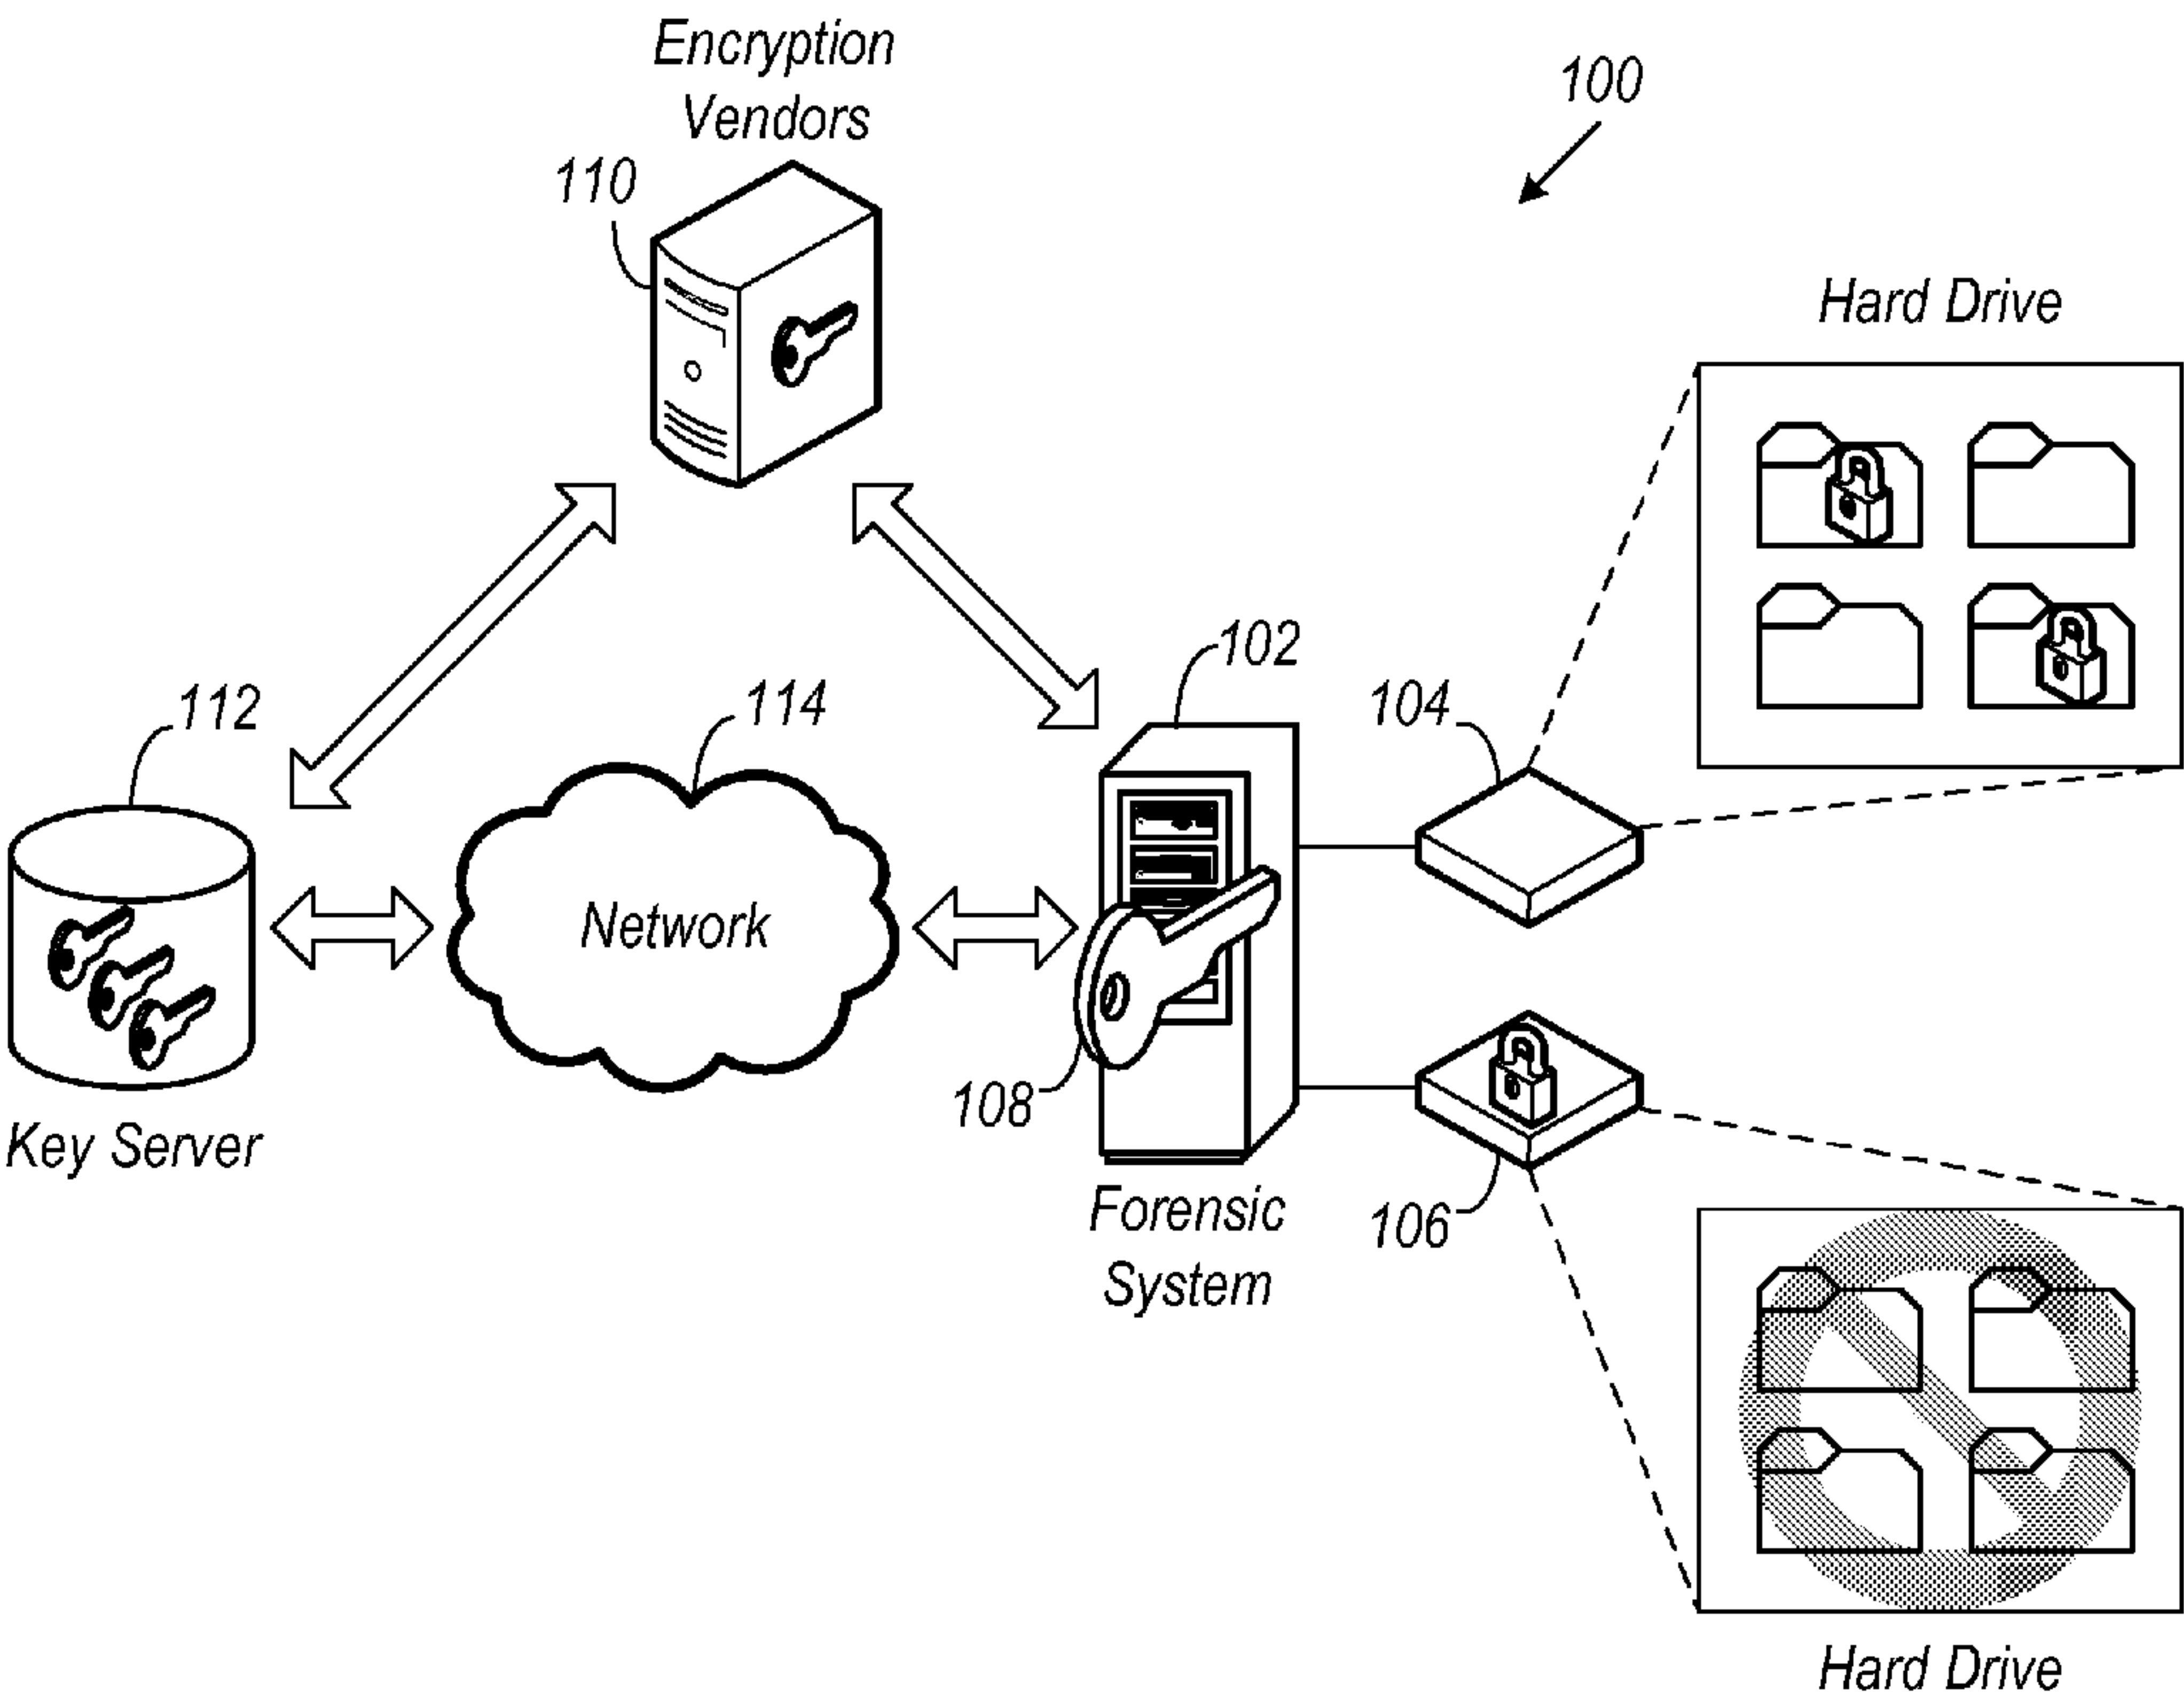 Encryption
Vendors
100
110
Hard Drive
102
104
112
114
Network
108
Key Server
Forensic
System
106
Hard Drive